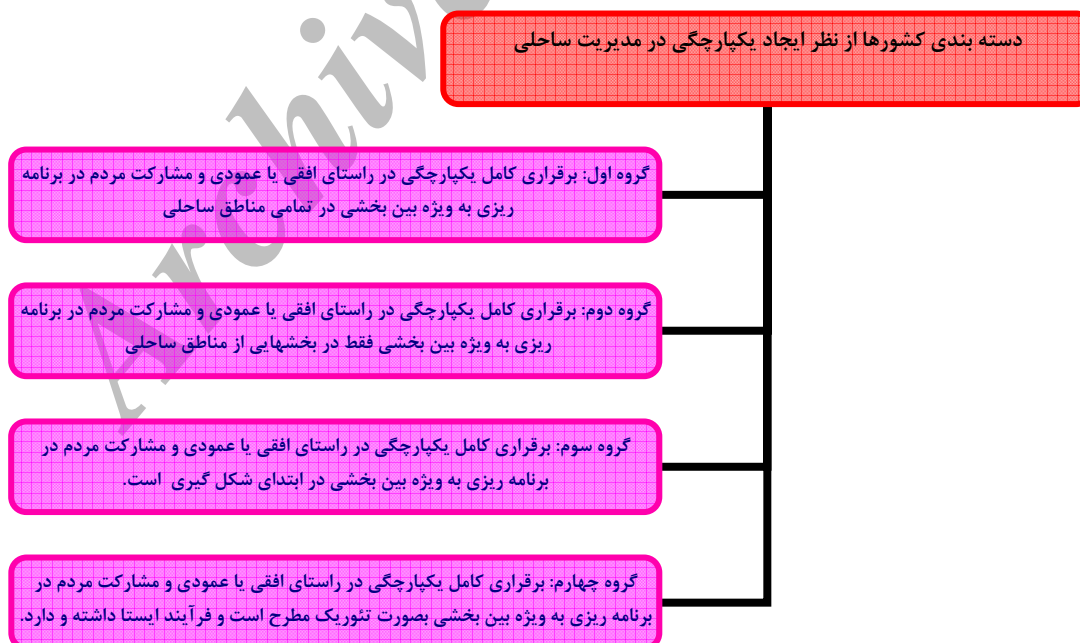 دسته بندی کشورها از نظر ایجاد یکپارچگی در مدیریت ساحلی
گروه اول: برقراری کامل یکپارچگی در راستای افقی یا عمودی و مشارکت مردم در برنامه
ریزی به ویژه بین بخشی در تمامی مناطق ساحلی
گروه دوم: برقراری کامل یکپارچگی در راستای افقی یا عمودی و مشارکت مردم در برنامه
ریزی به ویژه بین بخشی فقط در بخشهایی از مناطق ساحلی
گروه سوم: برقراری کامل یکپارچگی در راستای افقی یا عمودی و مشارکت مردم در
برنامه ریزی به ویژه بین بخشی در ابتدای شکل گیری است.
گروه چهارم: برقراری کامل یکپارچگی در راستای افقی یا عمودی و مشارکت مردم در
برنامه ریزی به ویژه بین بخشی بصورت تئوریک مطرح است و فرآیند ایستا داشته و دارد.
Archiv